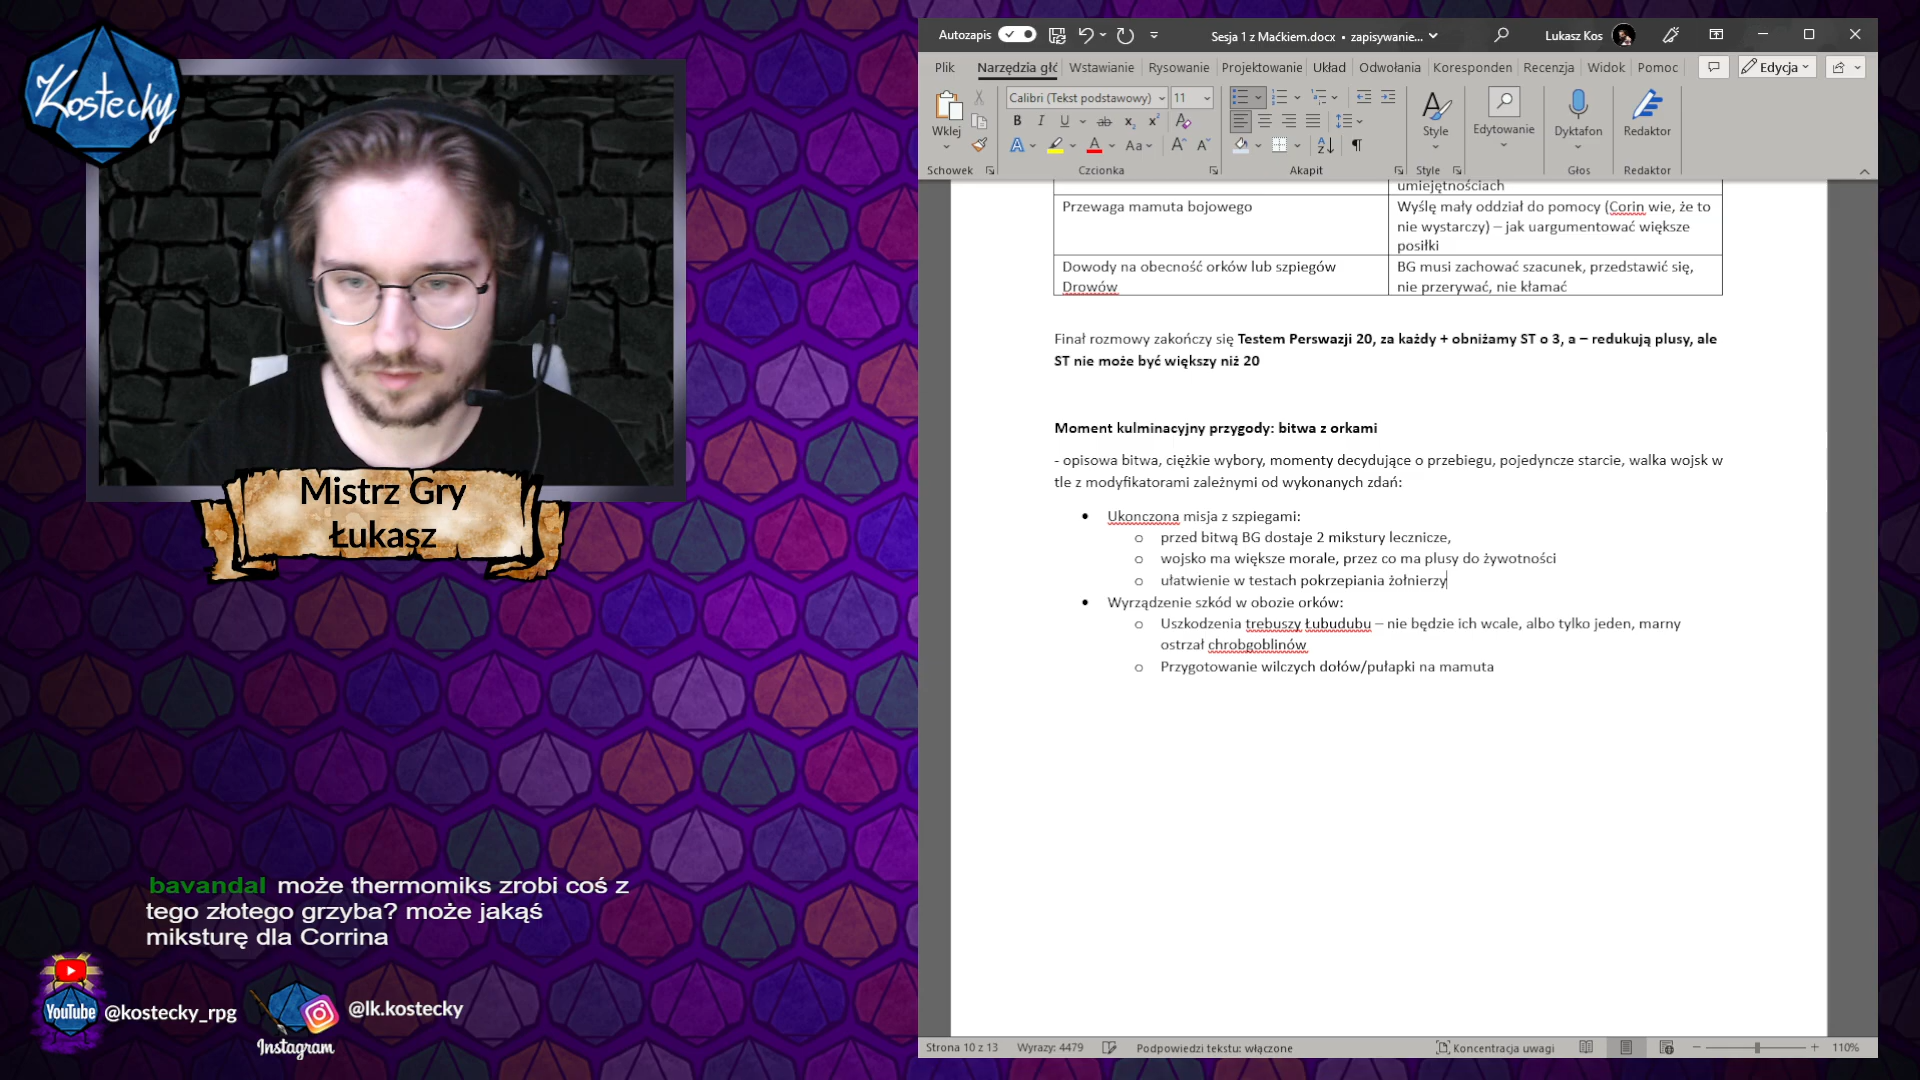 Kostecky
Mistrz Gry
Łukasz
bavandal może thermomiks zrobi coś z
tego złotego grzyba? może jakąś
miksturę dla Corrina
YouTube @kostecky_rpg
@lk.kostecky
Instagram
Autozapis
Sesja 1 z Maćkiem.docx • zapisywanie...
Lukasz Kos
Plik Narzędzia głć Wstawianie Rysowanie Projektowanie Układ Odwołania Koresponden Recenzja Widok Pomoc Edycja
Calibri (Tekst podstawowy) 11
Wklej
Style Edytowanie Dyktafon Redaktor
Schowek Czcionka Akapit Style Głos Redaktor
umiejętnościach
Przewaga mamuta bojowego
Wyślę mały oddział do pomocy (Corin wie, że to
nie wystarczy) – jak uargumentować większe
posiłki
Dowody na obecność orków lub szpiegów
Drowów
BG musi zachować szacunek, przedstawić się,
nie przerywać, nie kłamać
Finał rozmowy zakończy się Testem Perswazji 20, za każdy + obniżamy ST o 3, a – redukują plusy, ale
ST nie może być większy niż 20
Moment kulminacyjny przygody: bitwa z orkami
- opisowa bitwa, ciężkie wybory, momenty decydujące o przebiegu, pojedyncze starcie, walka wojsk w
tle z modyfikatorami zależnymi od wykonanych zdań:
• Ukonczona misja z szpiegami:
o przed bitwą BG dostaje 2 mikstury lecznicze,
o wojsko ma większe morale, przez co ma plusy do żywotności
o ułatwienie w testach pokrzepiania żołnierzy
• Wyrządzenie szkód w obozie orków:
o Uszkodzenia trebuszy Łubudubu – nie będzie ich wcale, albo tylko jeden, marny
ostrzał chrobgoblinów
o Przygotowanie wilczych dołów/pułapki na mamuta
Strona 10 z 13 Wyrazy: 4479 Podpowiedzi tekstu: włączone Koncentracja uwagi 110%